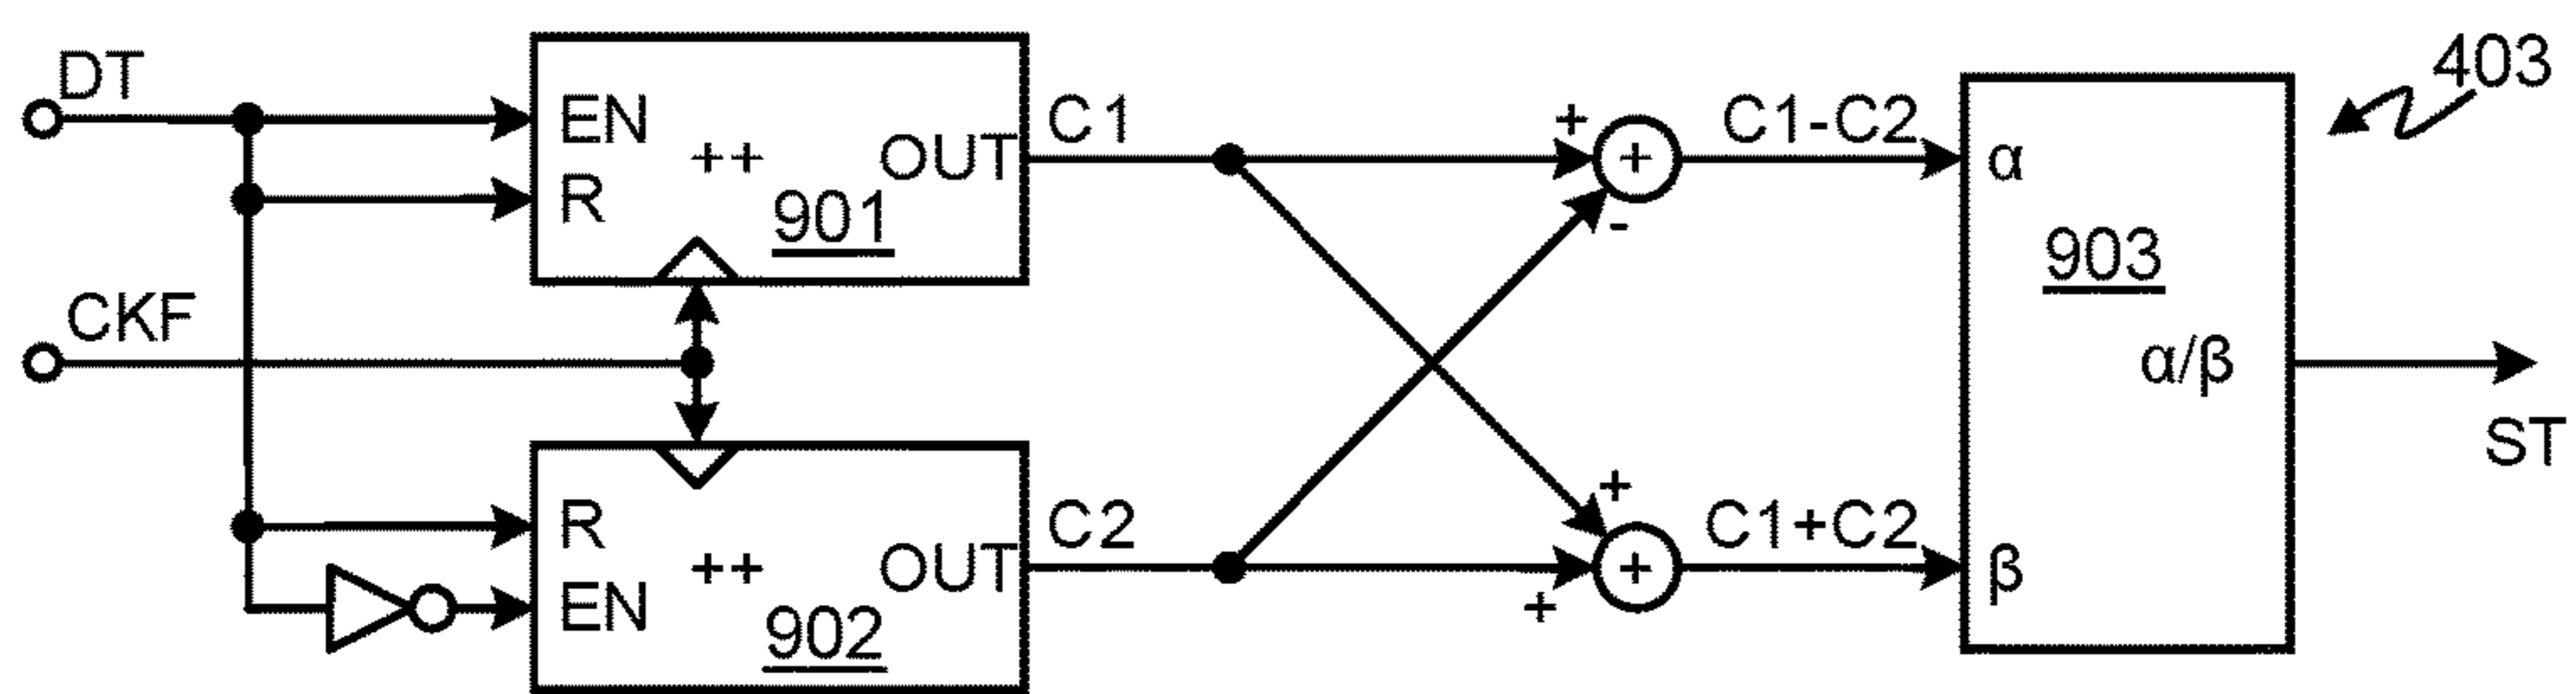 DT
CKF
EN
R
++
OUT
901
R
EN
++
OUT
902
C1
C2
+
-
+
+
+
+
C1-C2
C1+C2
α
β
903
α/β
403
ST